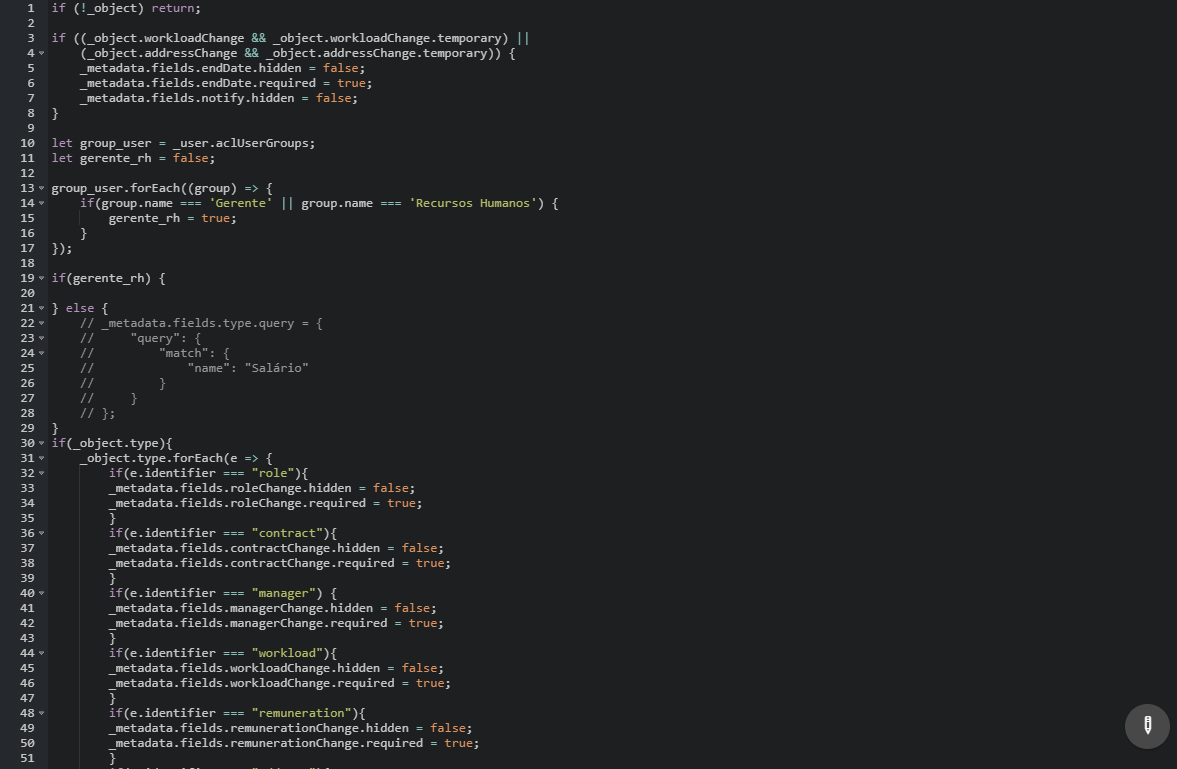 1 if (!_object) return;
2
3 if ((_object.workloadChange && _object.workloadChange.temporary) ||
4     (_object.addressChange && _object.addressChange.temporary)) {
5     _metadata.fields.endDate.hidden = false;
6     _metadata.fields.endDate.required = true;
7     _metadata.fields.notify.hidden = false;
8 }
9
10 let group_user = _user.aclUserGroups;
11 let gerente_rh = false;
12
13 group_user.forEach((group) => {
14     if(group.name === 'Gerente' || group.name === 'Recursos Humanos') {
15         gerente_rh = true;
16     }
17 });
18
19 if(gerente_rh) {
20
21 } else {
22     // _metadata.fields.type.query = {
23     //     "query": {
24     //         "match": {
25     //             "name": "Salário"
26     //         }
27     //     }
28     // };
29 }
30 if(_object.type){
31     _object.type.forEach(e => {
32         if(e.identifier === "role"){
33         _metadata.fields.roleChange.hidden = false;
34         _metadata.fields.roleChange.required = true;
35         }
36         if(e.identifier === "contract"){
37         _metadata.fields.contractChange.hidden = false;
38         _metadata.fields.contractChange.required = true;
39         }
40         if(e.identifier === "manager") {
41         _metadata.fields.managerChange.hidden = false;
42         _metadata.fields.managerChange.required = true;
43         }
44         if(e.identifier === "workload"){
45         _metadata.fields.workloadChange.hidden = false;
46         _metadata.fields.workloadChange.required = true;
47         }
48         if(e.identifier === "remuneration"){
49         _metadata.fields.remunerationChange.hidden = false;
50         _metadata.fields.remunerationChange.required = true;
51         }